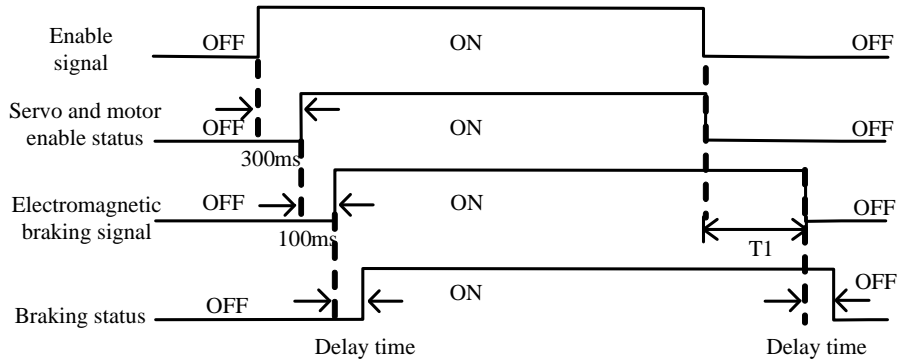 Enable
signal
OFF
ON
OFF
Servo and motor
enable status
OFF
ON
OFF
300ms
Electromagnetic
braking signal
OFF
ON
OFF
100ms
T1
Braking status
OFF
ON
OFF
Delay time
Delay time